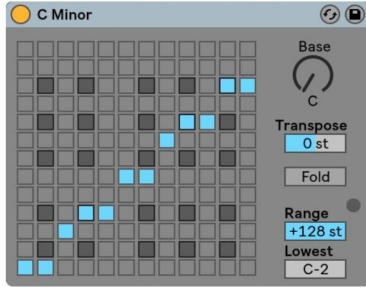 C Minor
Base
C
Transpose
0 st
Fold
Range
+128 st
Lowest
C-2